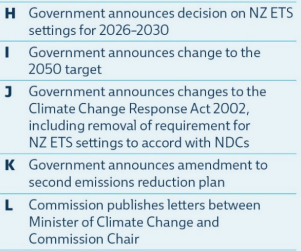 H Government announces decision on NZ ETS
settings for 2026–2030
I Government announces change to the
2050 target
J Government announces changes to the
Climate Change Response Act 2002,
including removal of requirement for
NZ ETS settings to accord with NDCs
K Government announces amendment to
second emissions reduction plan
L Commission publishes letters between
Minister of Climate Change and
Commission Chair